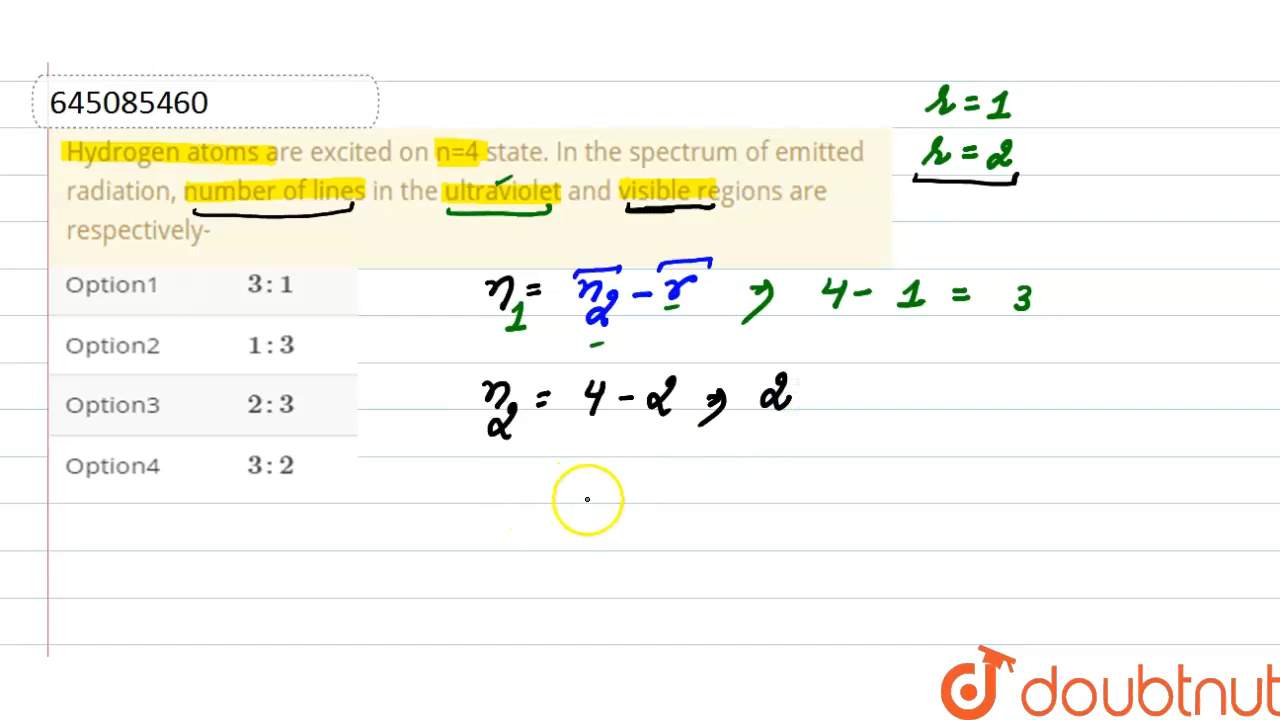 645085460
r = 1
r = 2
Hydrogen atoms are excited on n=4 state. In the spectrum of emitted
radiation, number of lines in the ultraviolet and visible regions are
respectively-
Option1 3 : 1
Option2 1 : 3
Option3 2 : 3
Option4 3 : 2
n₁ = n₂ - r ⇒ 4 - 1 = 3
n₂ = 4 - 2 ⇒ 2
doubtnut